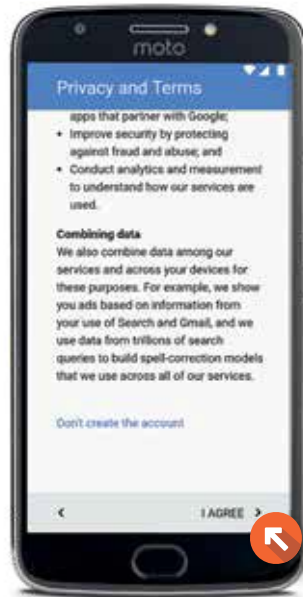 moto
Privacy and Terms
apps that partner with Google;
• Improve security by protecting
against fraud and abuse; and
• Conduct analytics and measurement
to understand how our services are
used.
Combining data
We also combine data among our
services and across your devices for
these purposes. For example, we show
you ads based on information from
your use of Search and Gmail, and we
use data from trillions of search
queries to build spell-correction models
that we use across all of our services.
Don't create the account
< I AGREE >